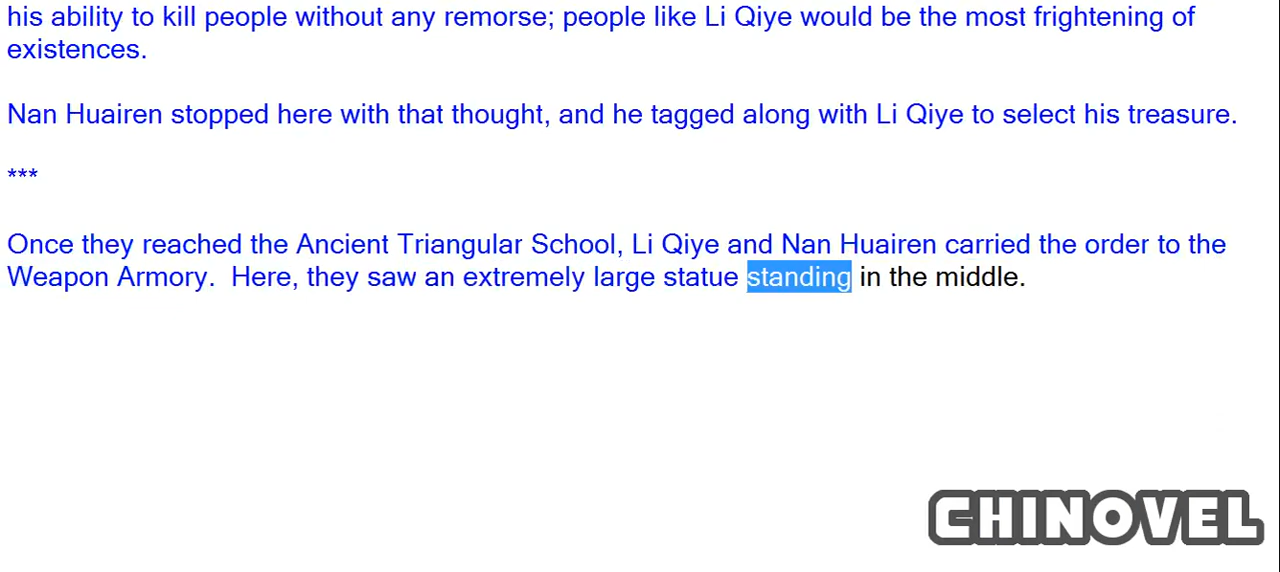 his ability to kill people without any remorse; people like Li Qiye would be the most frightening of
existences.
Nan Huairen stopped here with that thought, and he tagged along with Li Qiye to select his treasure.
***
Once they reached the Ancient Triangular School, Li Qiye and Nan Huairen carried the order to the
Weapon Armory.  Here, they saw an extremely large statue standing in the middle.
CHINOVEL